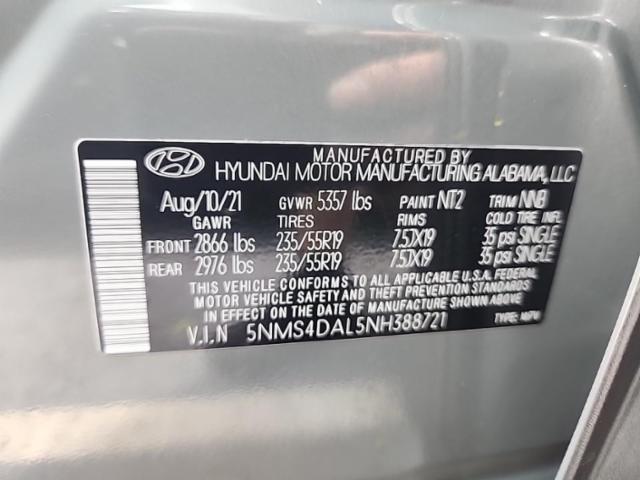 MANUFACTURED BY
HYUNDAI MOTOR MANUFACTURING ALABAMA, LLC
Aug/10/21 GVWR 5357 lbs PAINT NT2 TRIM NNB
GAWR TIRES RIMS COLD TIRE INFL
FRONT 2866 lbs 235/55R19 7.5JX19 35 psi SINGLE
REAR 2976 lbs 235/55R19 7.5JX19 35 psi SINGLE
THIS VEHICLE CONFORMS TO ALL APPLICABLE U.S.A. FEDERAL
MOTOR VEHICLE SAFETY AND BUMPER STANDARDS
IN EFFECT ON THE DATE OF MANUFACTURE SHOWN ABOVE
V.I.N 5NMS4DAL5NH388721 TYPE: